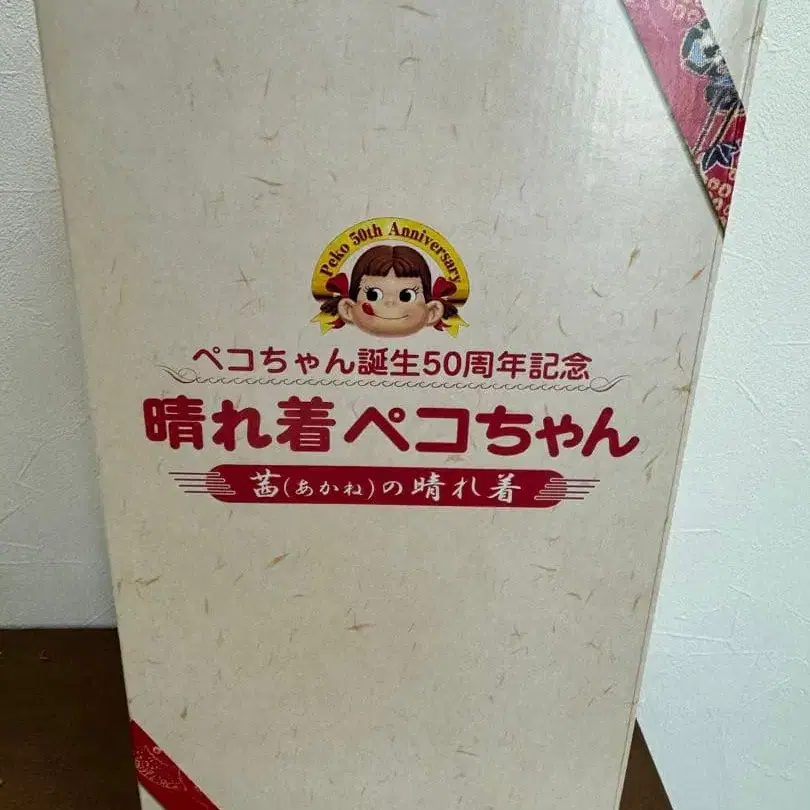 Peko 50th Anniversary
ペコちゃん誕生50周年記念
晴れ着ペコちゃん
茜(あかね)の晴れ着